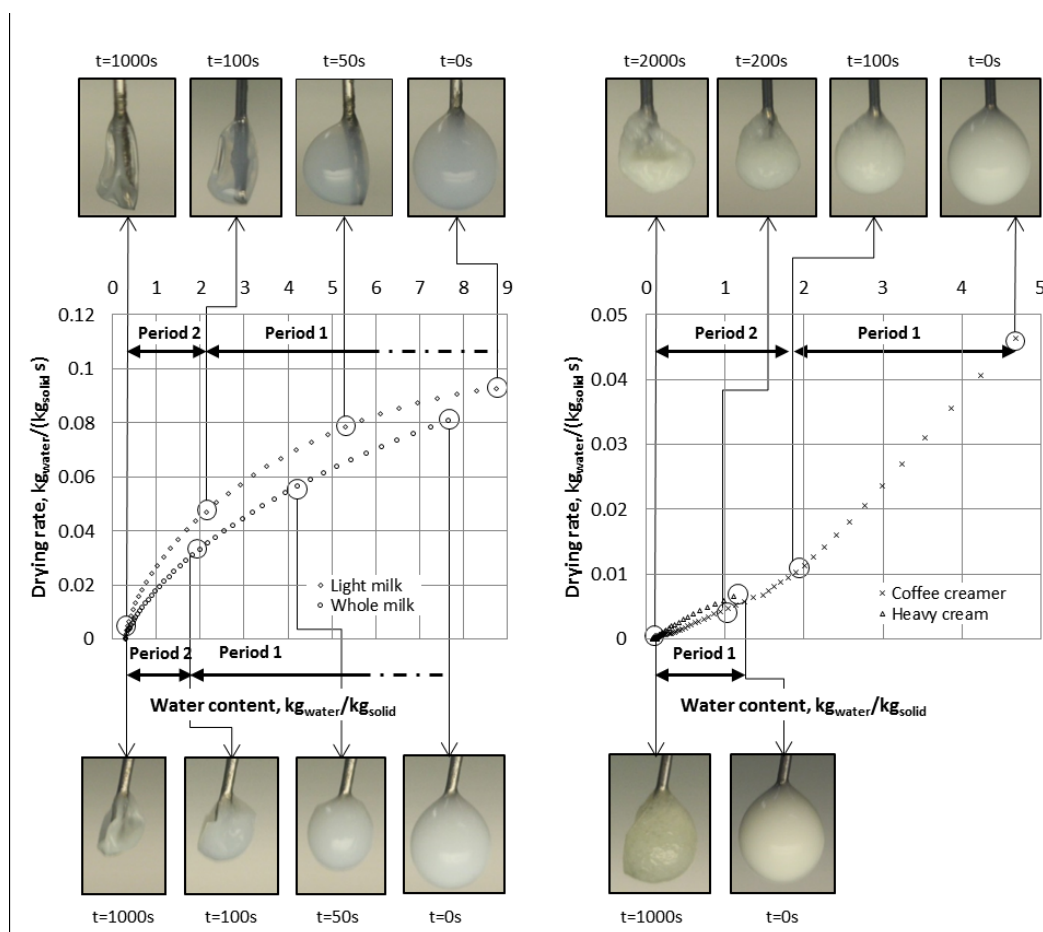 t=1000s t=100s t=50s t=0s
t=2000s t=200s t=100s t=0s
0 1 2 3 4 5 6 7 8 9
0.12
0.1
0.08
0.06
0.04
0.02
0
Drying rate, kgwater/(kgsolid s)
Period 2 Period 1
Light milk
Whole milk
Period 2 Period 1
Water content, kgwater/kgsolid
0 1 2 3 4 5
0.05
0.04
0.03
0.02
0.01
0
Drying rate, kgwater/(kgsolid s)
Period 2 Period 1
Coffee creamer
Heavy cream
Period 1
Water content, kgwater/kgsolid
t=1000s t=100s t=50s t=0s
t=1000s t=0s